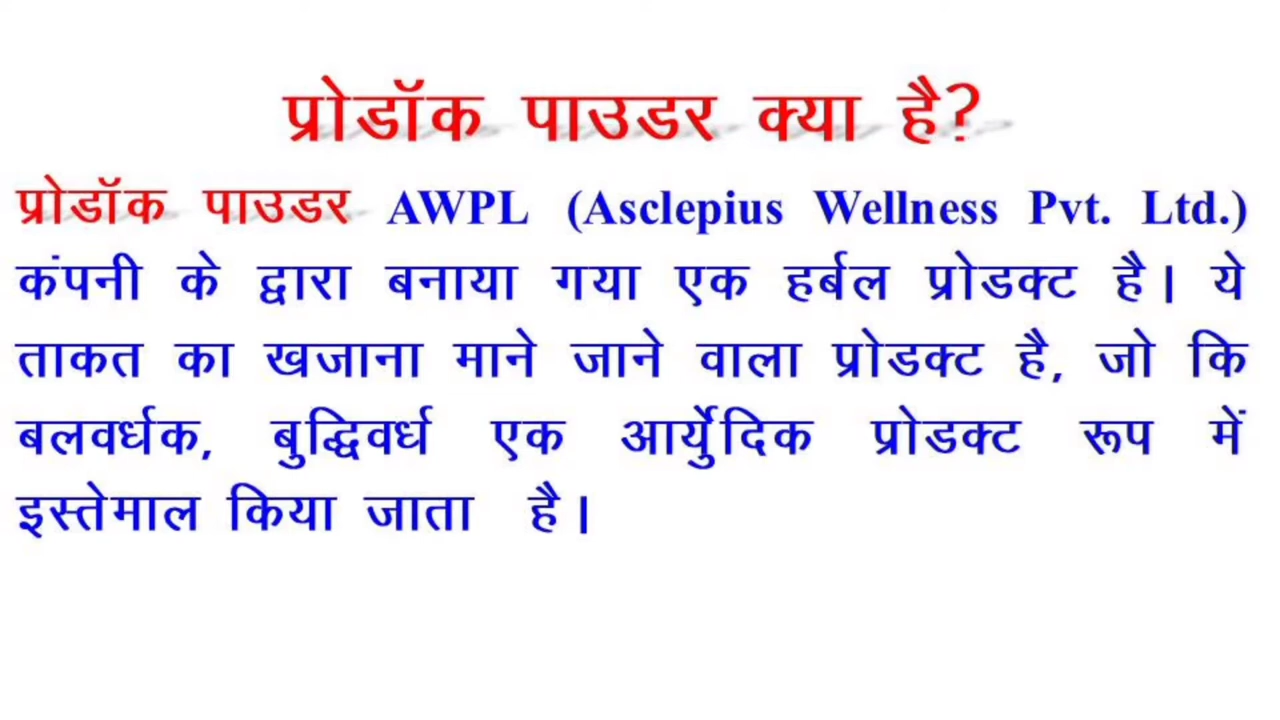 प्रोडॉक पाउडर क्या है?
प्रोडॉक पाउडर AWPL (Asclepius Wellness Pvt. Ltd.)
कंपनी के द्वारा बनाया गया एक हर्बल प्रोडक्ट है। ये
ताकत का खजाना माने जाने वाला प्रोडक्ट है, जो कि
बलवर्धक, बुद्धिवर्ध एक आर्युेदिक प्रोडक्ट रूप में
इस्तेमाल किया जाता है।